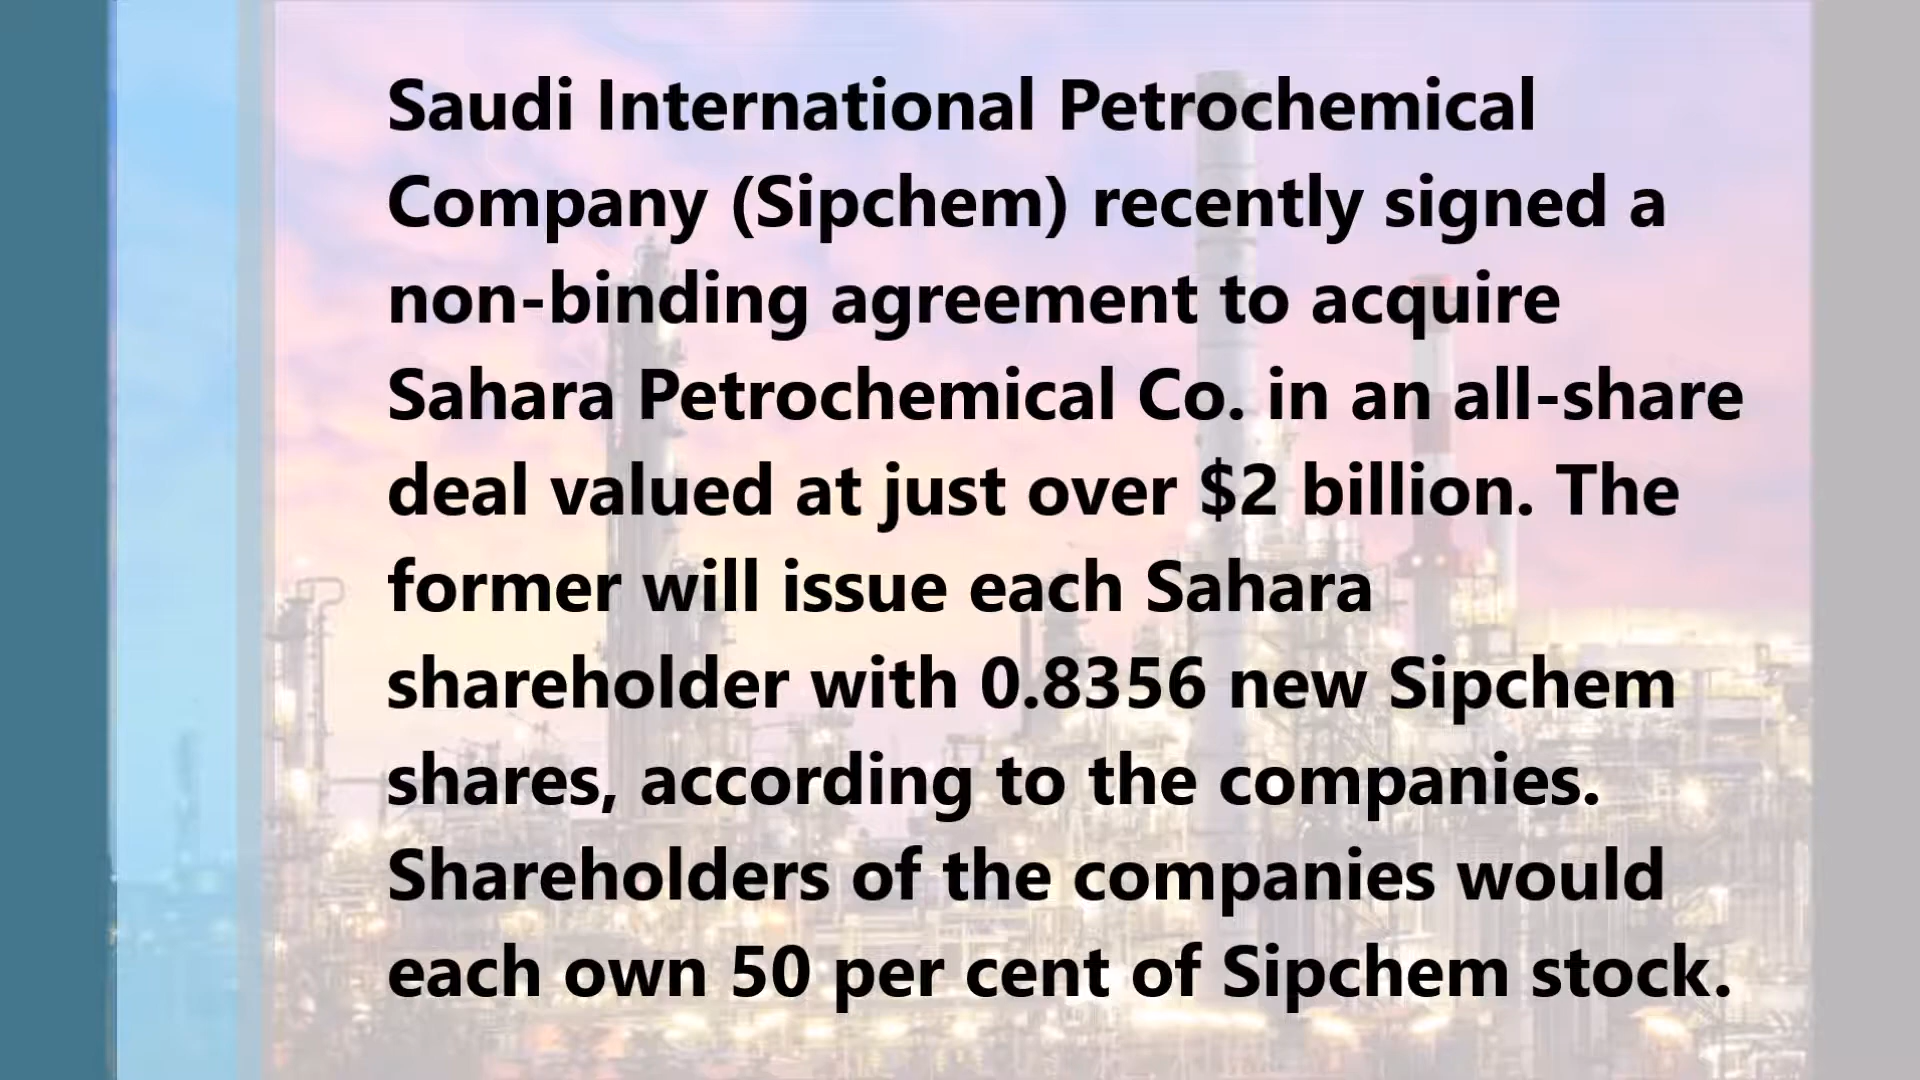 Saudi International Petrochemical
Company (Sipchem) recently signed a
non-binding agreement to acquire
Sahara Petrochemical Co. in an all-share
deal valued at just over $2 billion. The
former will issue each Sahara
shareholder with 0.8356 new Sipchem
shares, according to the companies.
Shareholders of the companies would
each own 50 per cent of Sipchem stock.